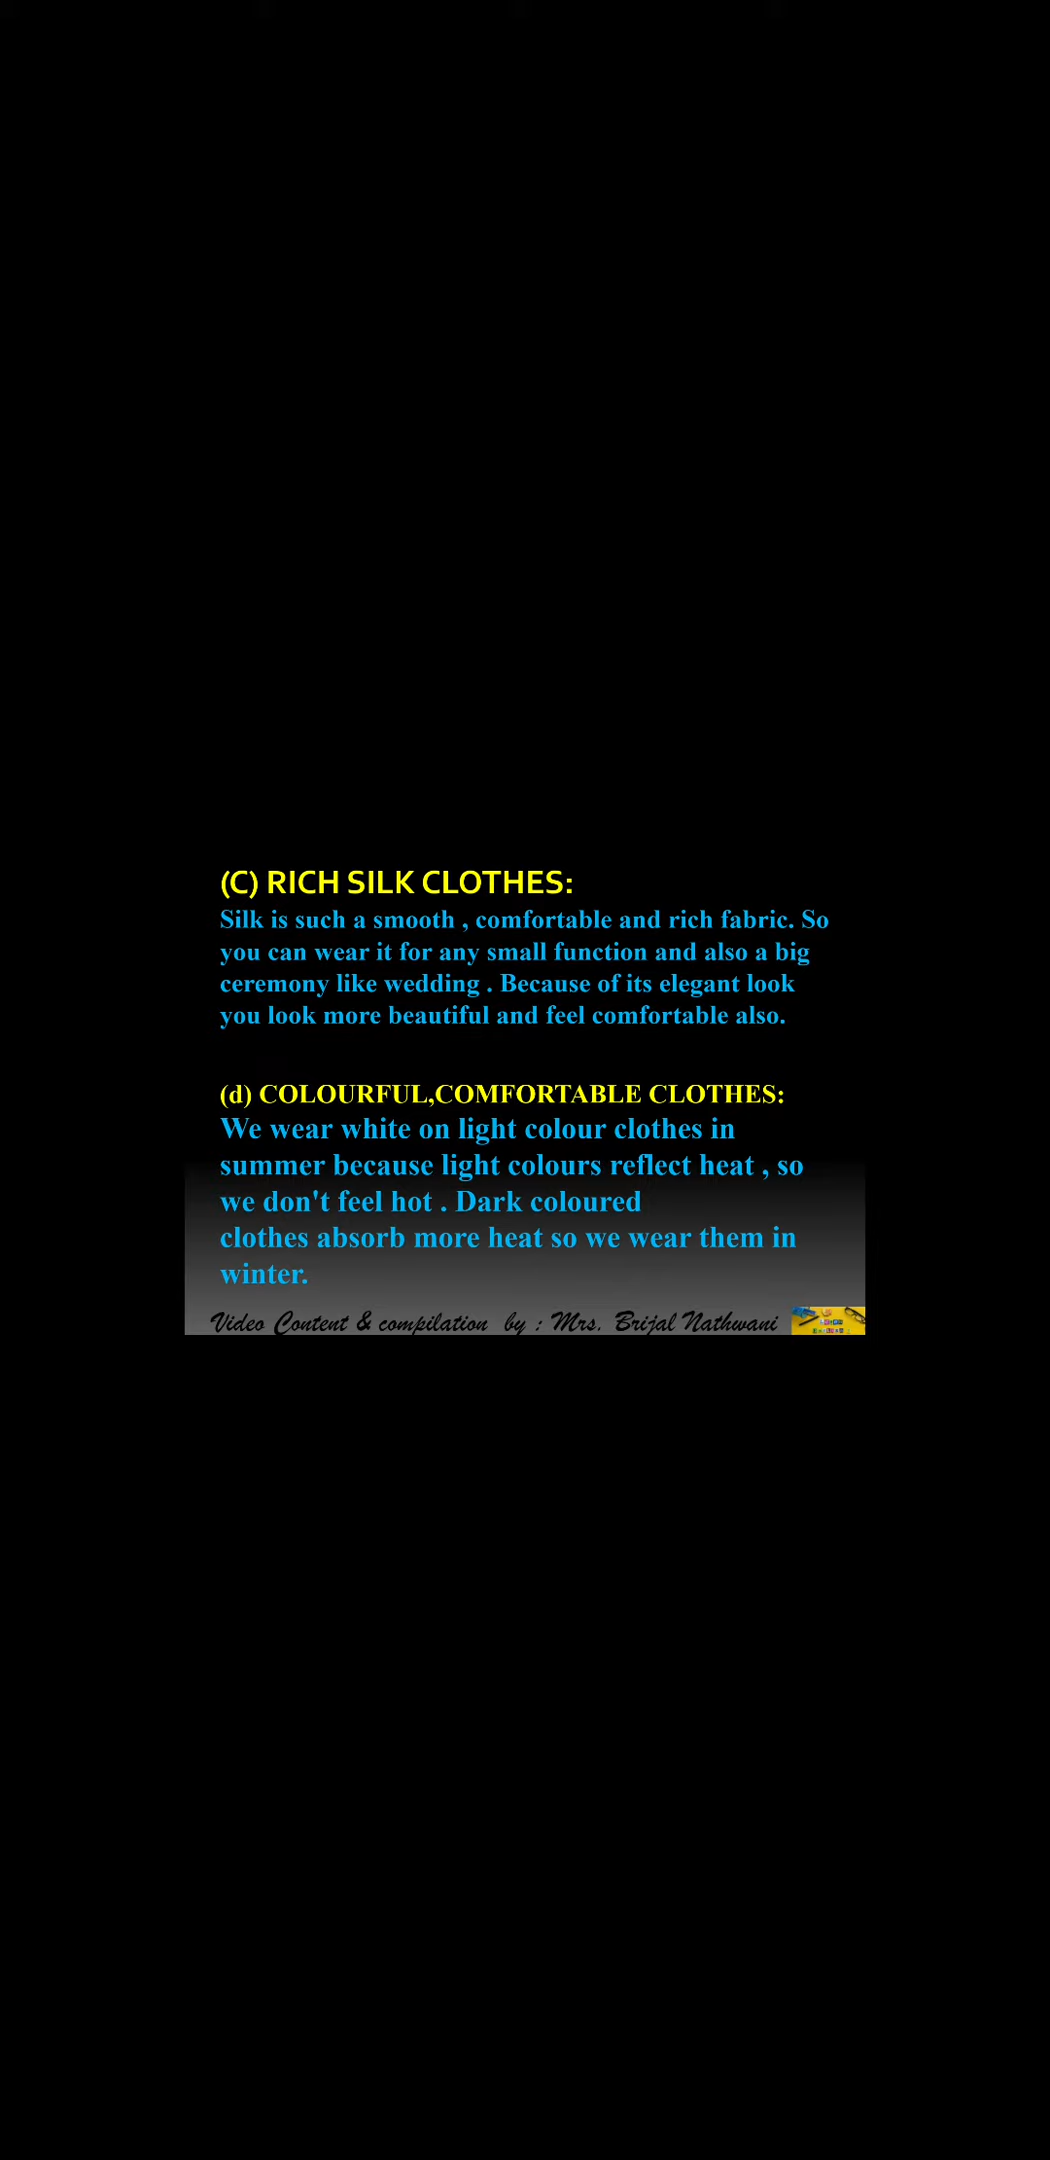 (C) RICH SILK CLOTHES:
Silk is such a smooth , comfortable and rich fabric. So
you can wear it for any small function and also a big
ceremony like wedding . Because of its elegant look
you look more beautiful and feel comfortable also.
(d) COLOURFUL,COMFORTABLE CLOTHES:
We wear white on light colour clothes in
summer because light colours reflect heat , so
we don't feel hot . Dark coloured
clothes absorb more heat so we wear them in
winter.
Video Content & compilation by : Mrs. Brijal Nathwani